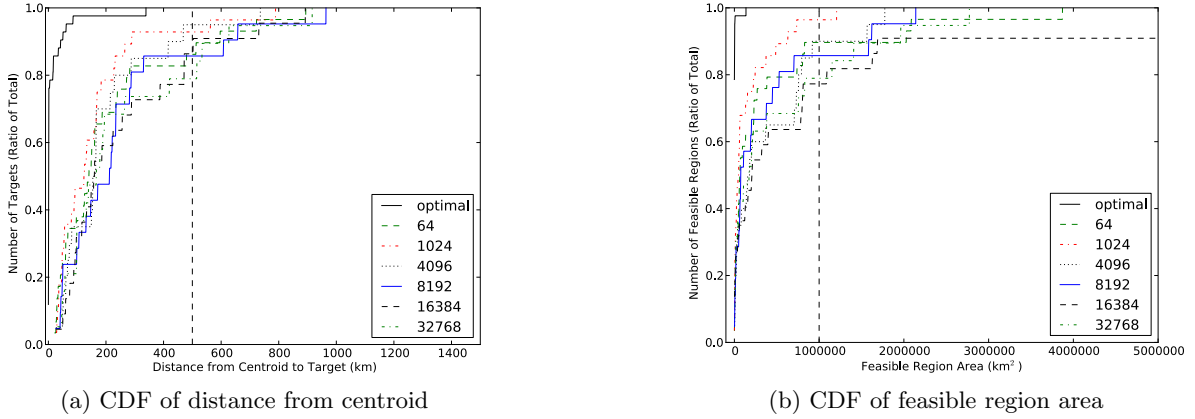 Number of Targets (Ratio of Total)
1.0
0.8
0.6
0.4
0.2
0.0
optimal
64
1024
4096
8192
16384
32768
0 200 400 600 800 1000 1200 1400
Distance from Centroid to Target (km)
(a) CDF of distance from centroid
Number of Feasible Regions (Ratio of Total)
1.0
0.8
0.6
0.4
0.2
0.0
optimal
64
1024
4096
8192
16384
32768
0 1000000 2000000 3000000 4000000 5000000
Feasible Region Area (km²)
(b) CDF of feasible region area